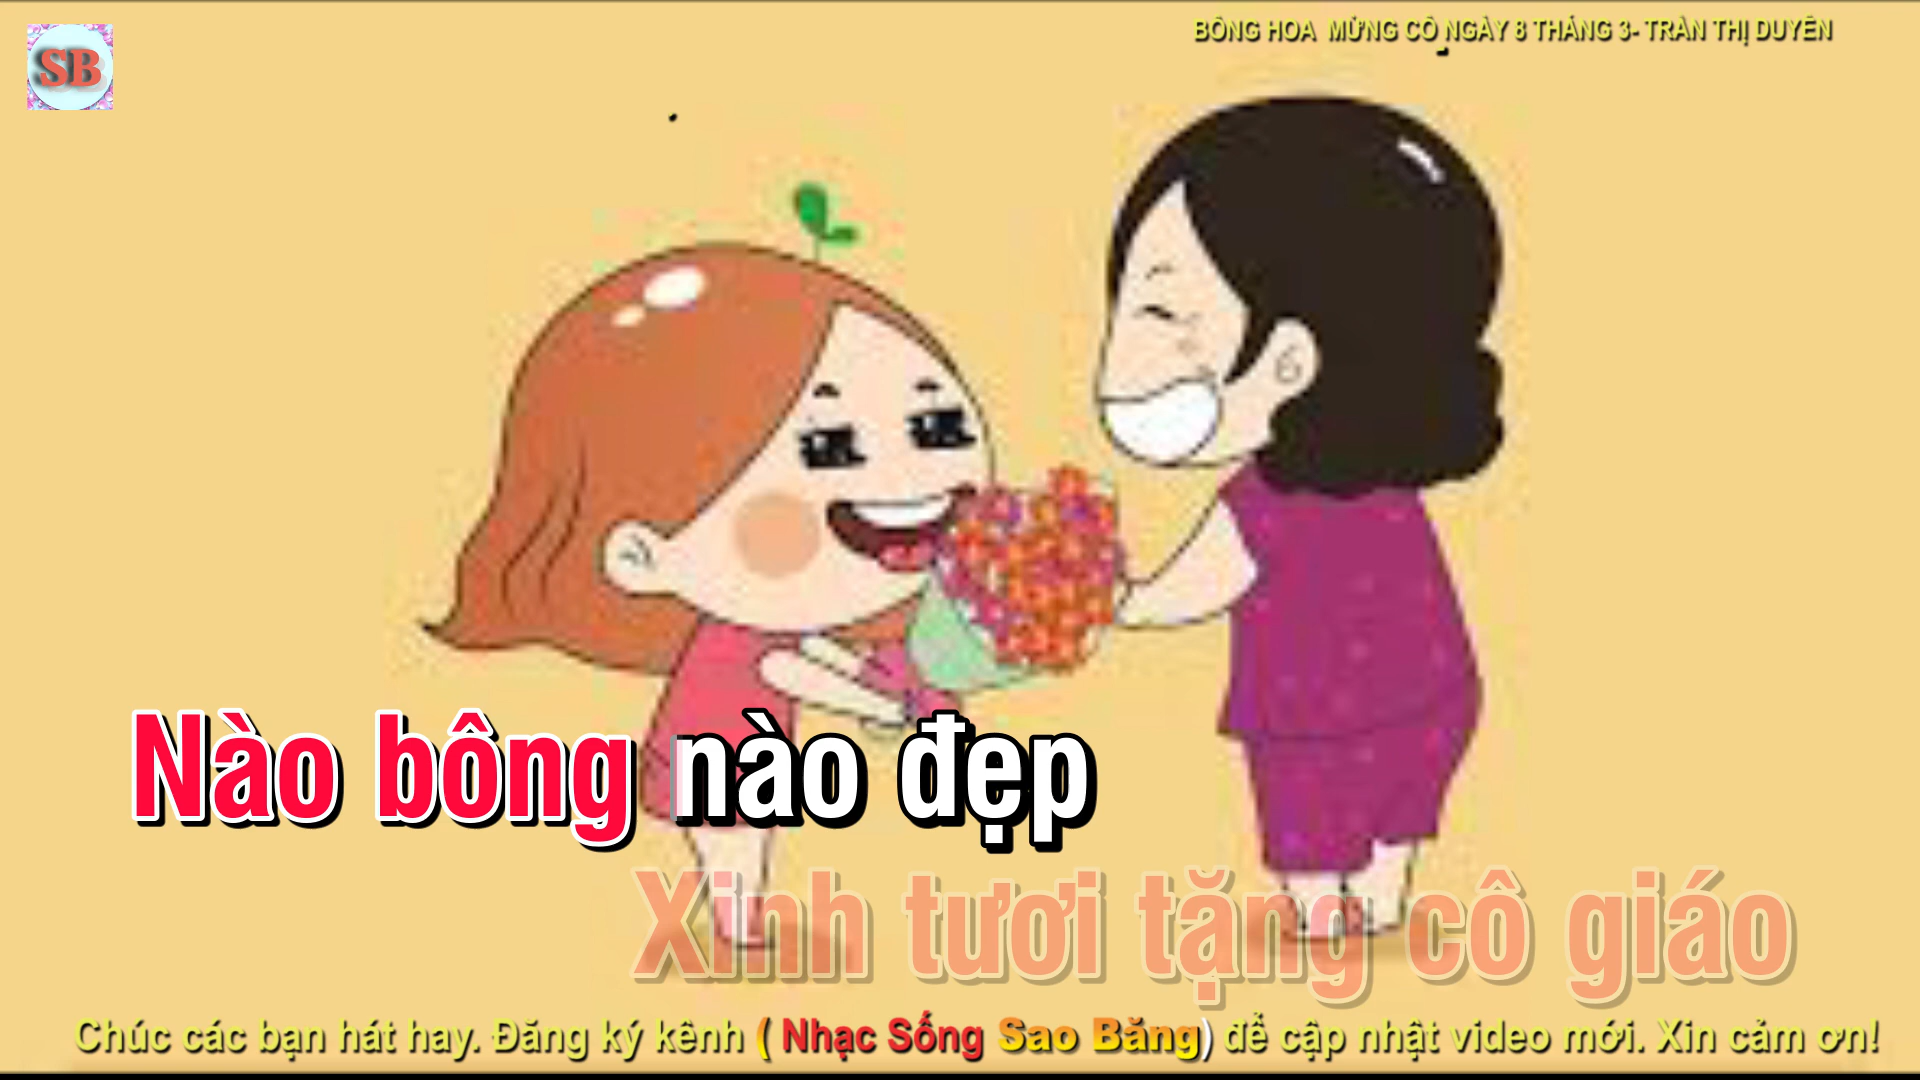 SB
BÔNG HOA MỪNG CÔ NGÀY 8 THÁNG 3- TRẦN THỊ DUYÊN
Nào bông nào đẹp
Xinh tươi tặng cô giáo
Chúc các bạn hát hay. Đăng ký kênh ( Nhạc Sống Sao Băng) để cập nhật video mới. Xin cảm ơn!